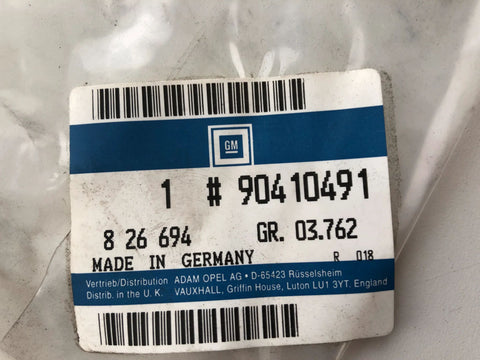 GM
1 # 90410491
8 26 694 GR. 03.762
MADE IN GERMANY R 018
Vertrieb/Distribution ADAM OPEL AG • D-65423 Rüsselsheim
Distrib. in the U. K. VAUXHALL, Griffin House, Luton LU1 3YT. England